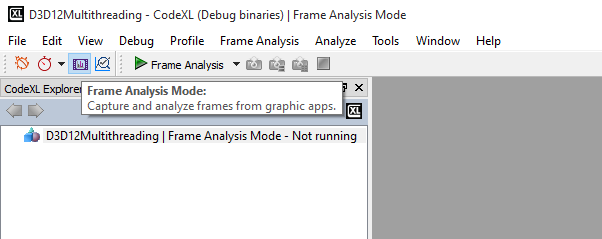 XL D3D12Multithreading - CodeXL (Debug binaries) | Frame Analysis Mode
File Edit View Debug Profile Frame Analysis Analyze Tools Window Help
Frame Analysis
CodeXL Explorer
Frame Analysis Mode:
Capture and analyze frames from graphic apps.
XL
D3D12Multithreading | Frame Analysis Mode - Not running